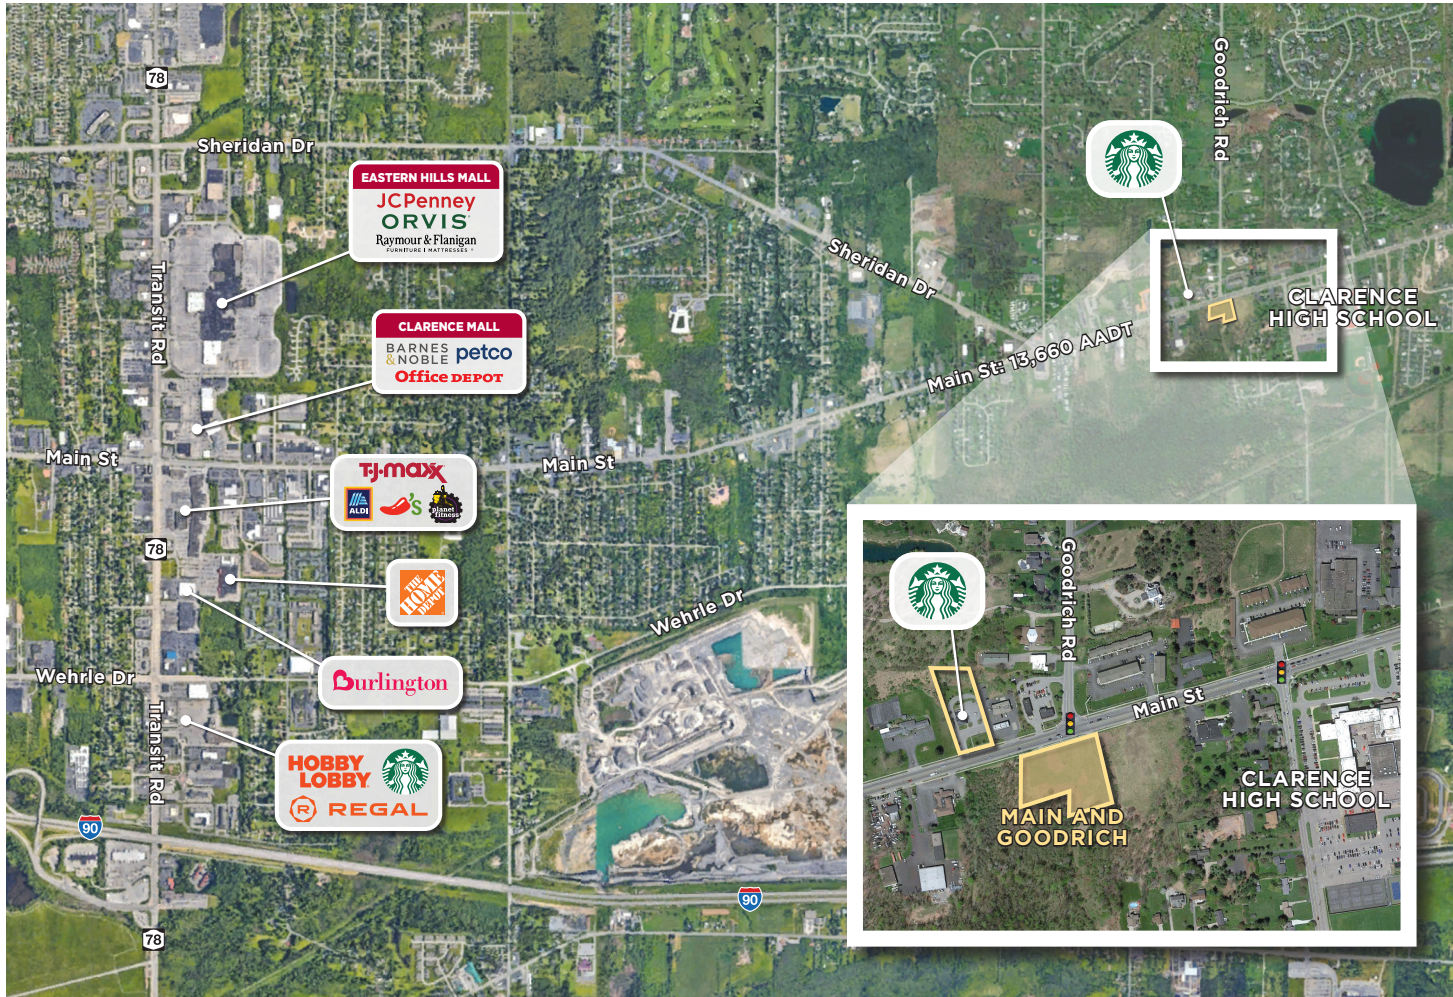 78
Sheridan Dr
Goodrich Rd
EASTERN HILLS MALL
JCPenney
ORVIS
Raymour & Flanigan
FURNITURE | MATTRESSES
Transit Rd
Sheridan Dr
CLARENCE
HIGH SCHOOL
CLARENCE MALL
BARNES
&NOBLE
petco
Office DEPOT
Main St: 13,660 AADT
Main St
Main St
T·J·maxx
ALDI
's
planet
fitness
78
THE
HOME
DEPOT
Wehrle Dr
Wehrle Dr
Burlington
Transit Rd
HOBBY
LOBBY
R REGAL
90
90
78
Goodrich Rd
Main St
CLARENCE
HIGH SCHOOL
MAIN AND
GOODRICH